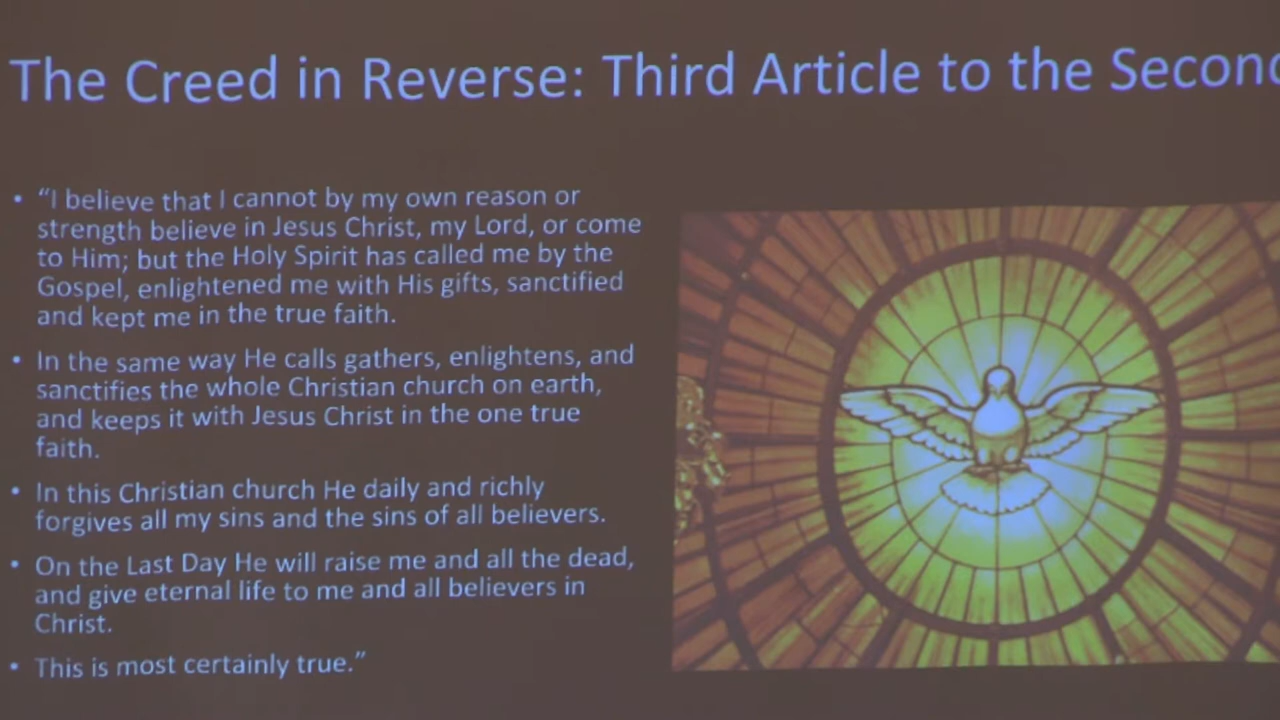 The Creed in Reverse: Third Article to the Second
• “I believe that I cannot by my own reason or
strength believe in Jesus Christ, my Lord, or come
to Him; but the Holy Spirit has called me by the
Gospel, enlightened me with His gifts, sanctified
and kept me in the true faith.
• In the same way He calls gathers, enlightens, and
sanctifies the whole Christian church on earth,
and keeps it with Jesus Christ in the one true
faith.
• In this Christian church He daily and richly
forgives all my sins and the sins of all believers.
• On the Last Day He will raise me and all the dead,
and give eternal life to me and all believers in
Christ.
• This is most certainly true.”